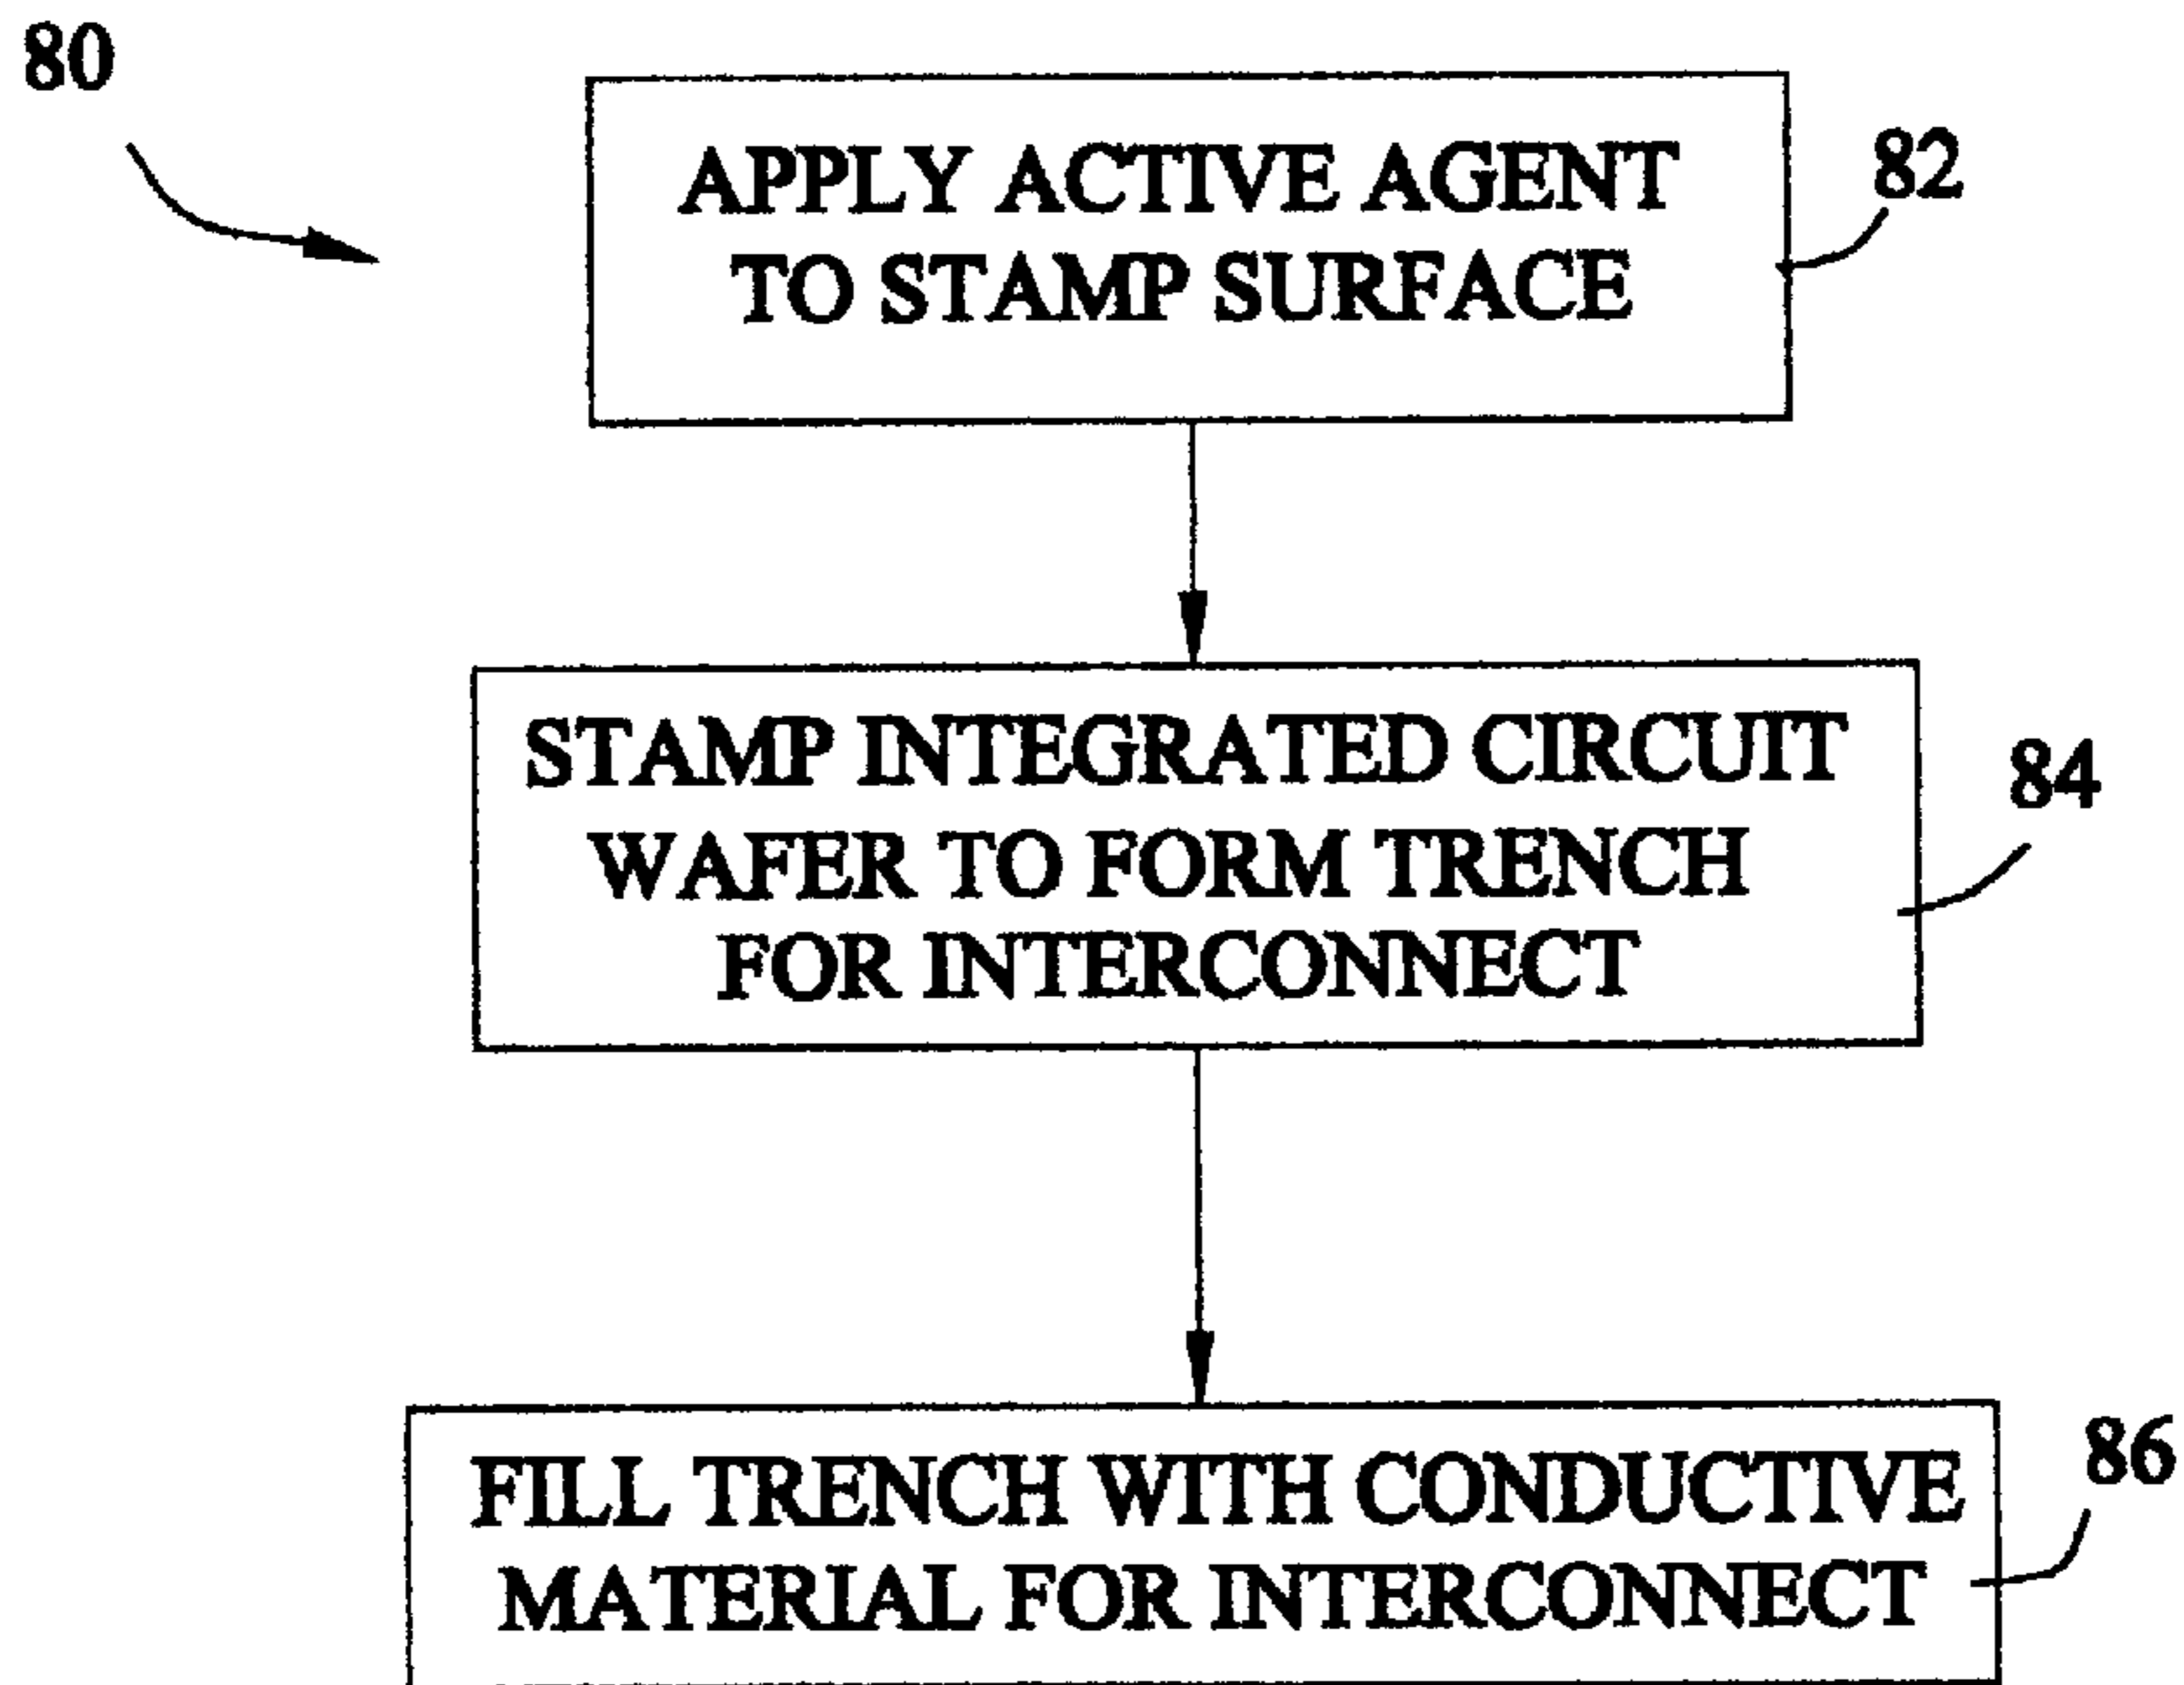 80
APPLY ACTIVE AGENT
TO STAMP SURFACE
82
STAMP INTEGRATED CIRCUIT
WAFER TO FORM TRENCH
FOR INTERCONNECT
84
FILL TRENCH WITH CONDUCTIVE
MATERIAL FOR INTERCONNECT
86